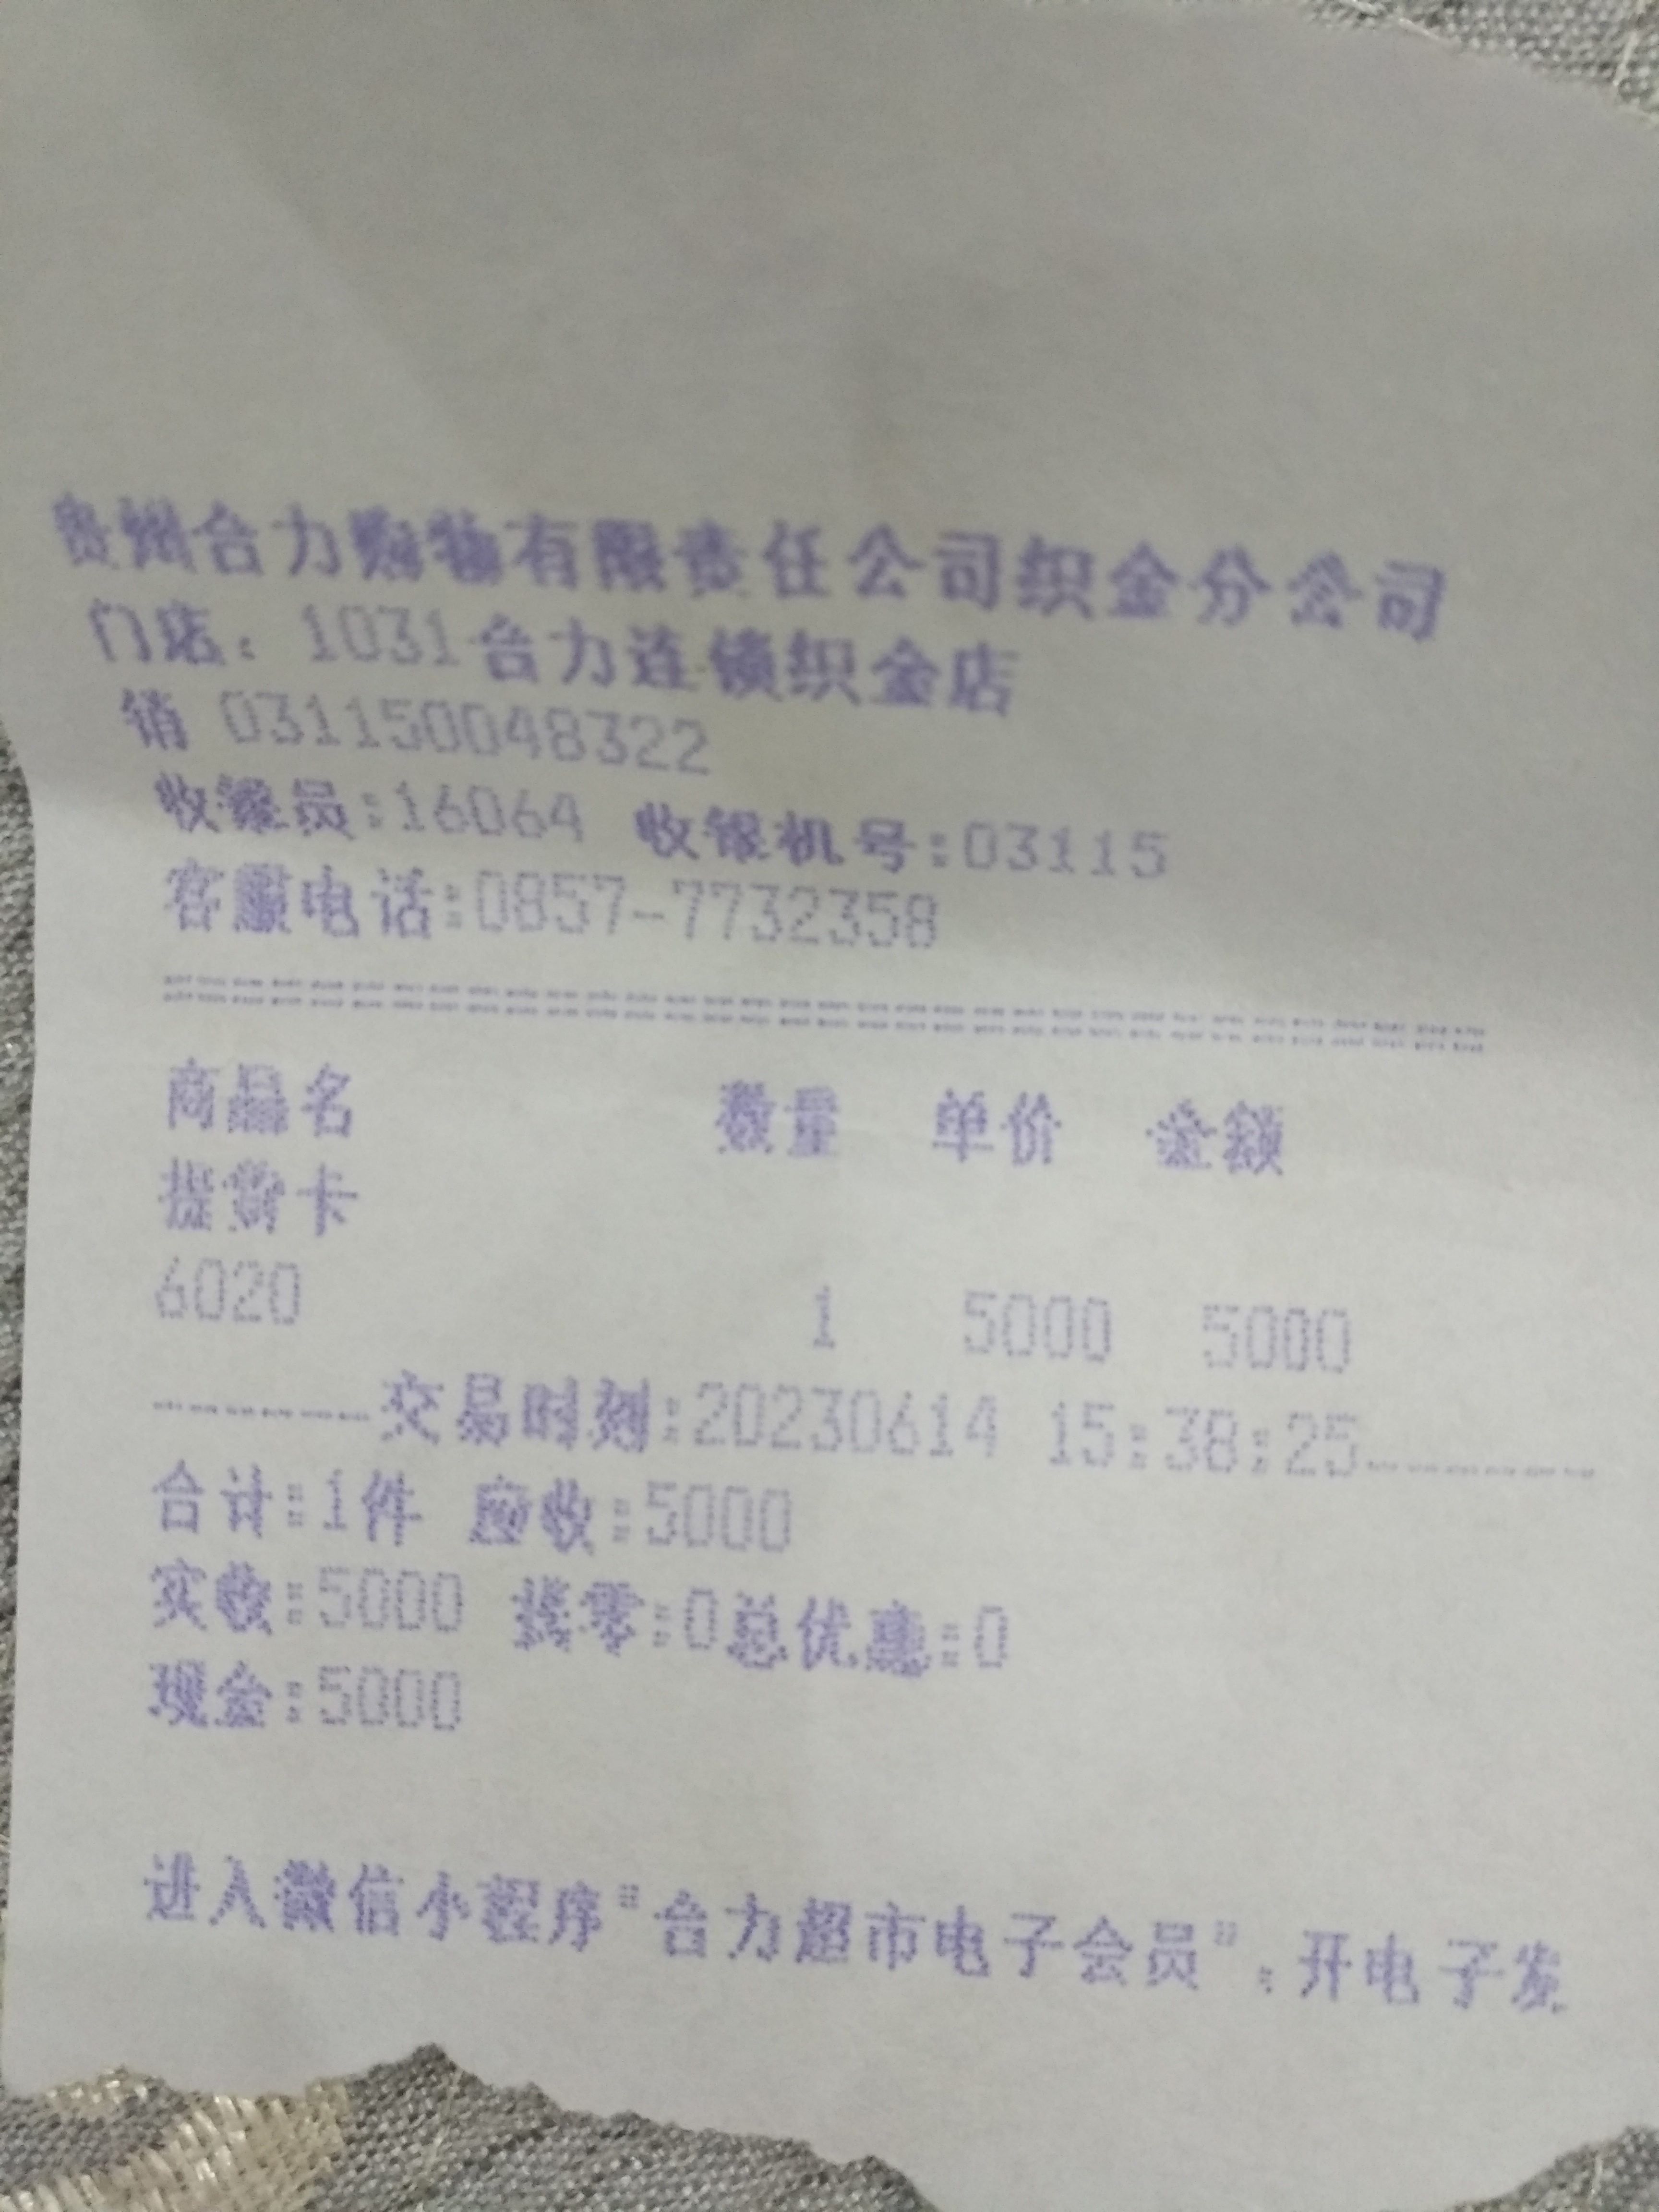 贵州合力购物有限责任公司织金分公司
门店：1031合力连锁织金店
销 031150048322
收银员:16064 收银机号:03115
客服电话:0857-7732358
商品名 数量 单价 金额
提货卡
6020 1 5000 5000
交易时刻:20230614 15:38:25
合计:1件 应收:5000
实收:5000 找零:0总优惠:0
现金:5000
进入微信小程序"合力超市电子会员"，开电子发